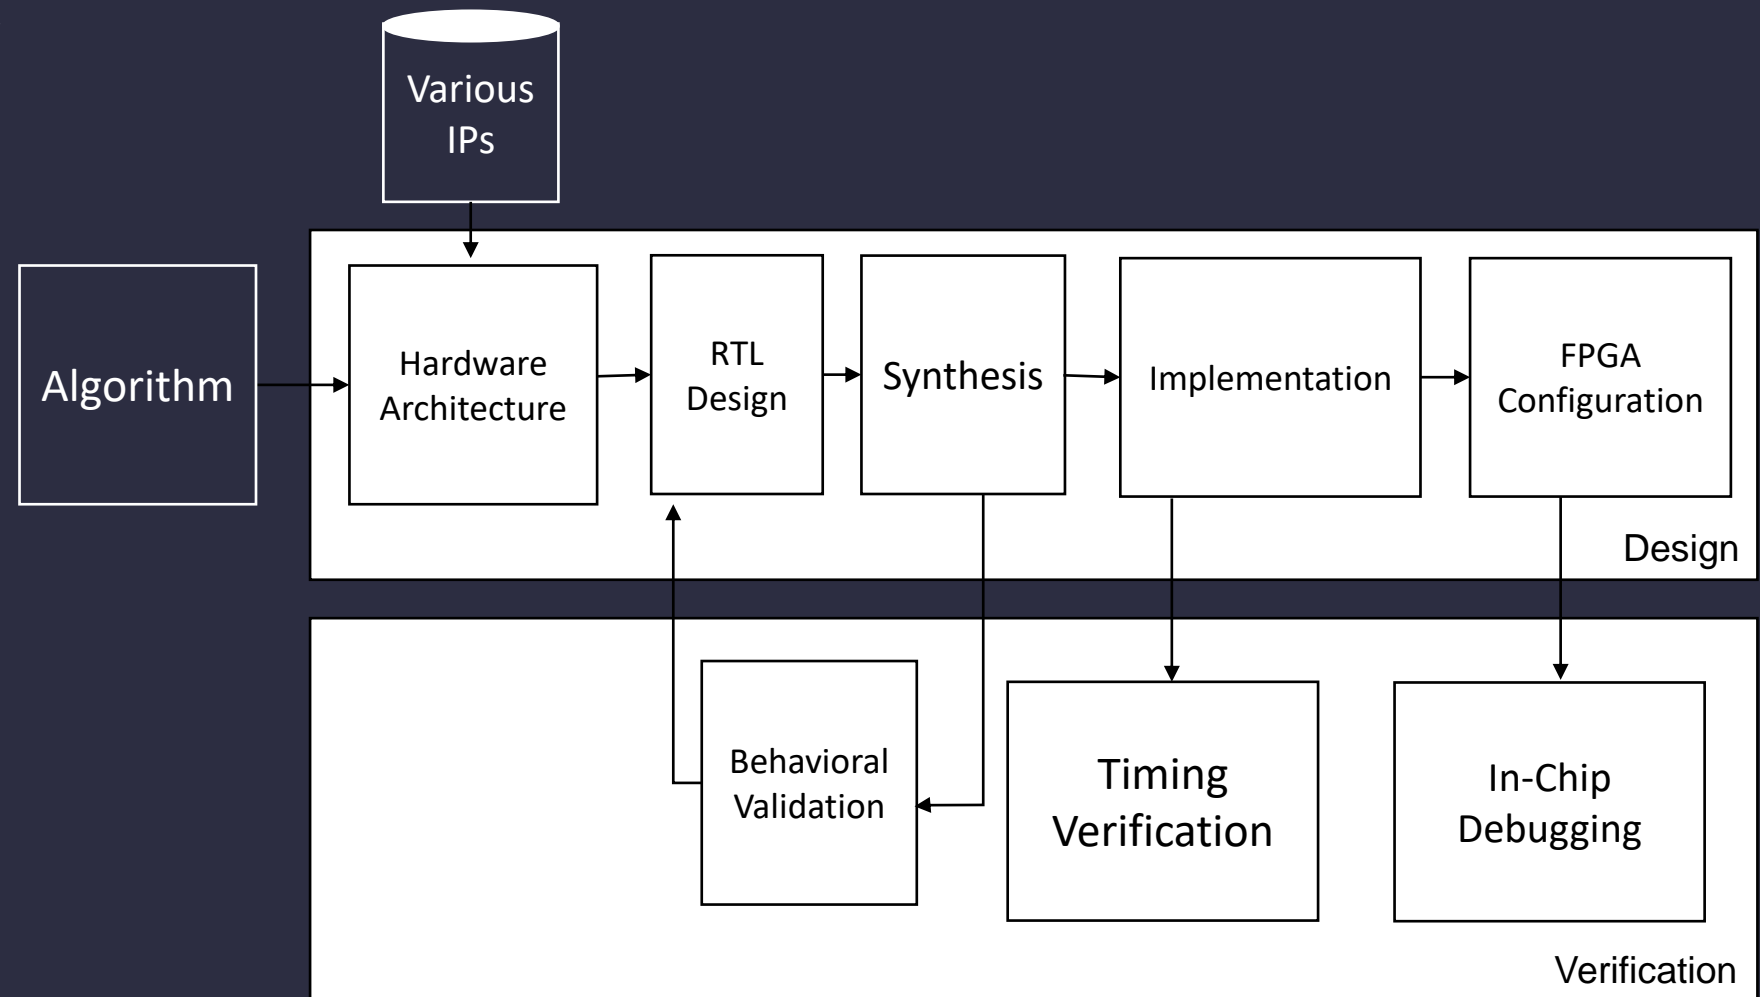 Various
IPs
Algorithm
Hardware
Architecture
RTL
Design
Synthesis
Implementation
FPGA
Configuration
Design
Behavioral
Validation
Timing
Verification
In-Chip
Debugging
Verification